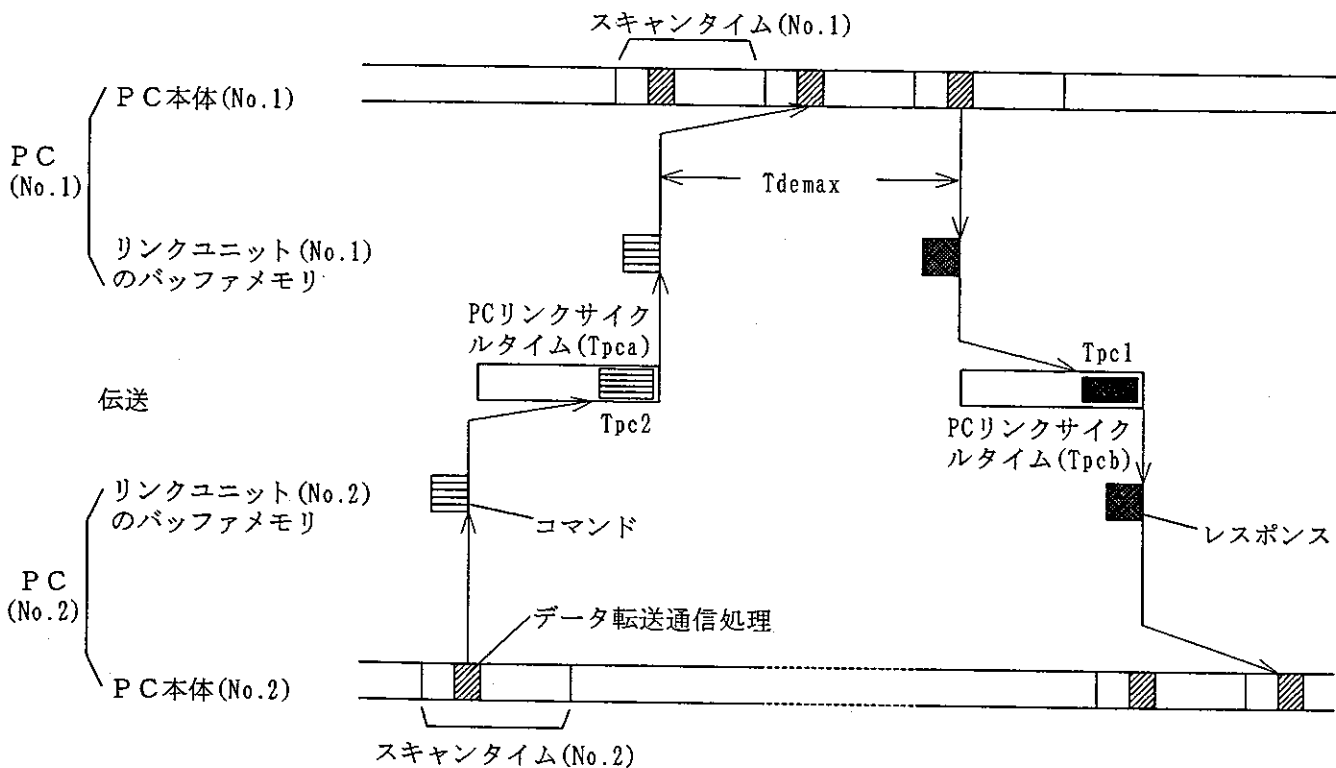 スキャンタイム(No.1)
ＰＣ本体(No.1)
ＰＣ
(No.1)
Tdemax
リンクユニット(No.1)
のバッファメモリ
PCリンクサイク
ルタイム(Tpca)
Tpc1
伝送
Tpc2
PCリンクサイク
ルタイム(Tpcb)
リンクユニット(No.2)
のバッファメモリ
コマンド
レスポンス
ＰＣ
(No.2)
データ転送通信処理
ＰＣ本体(No.2)
スキャンタイム(No.2)